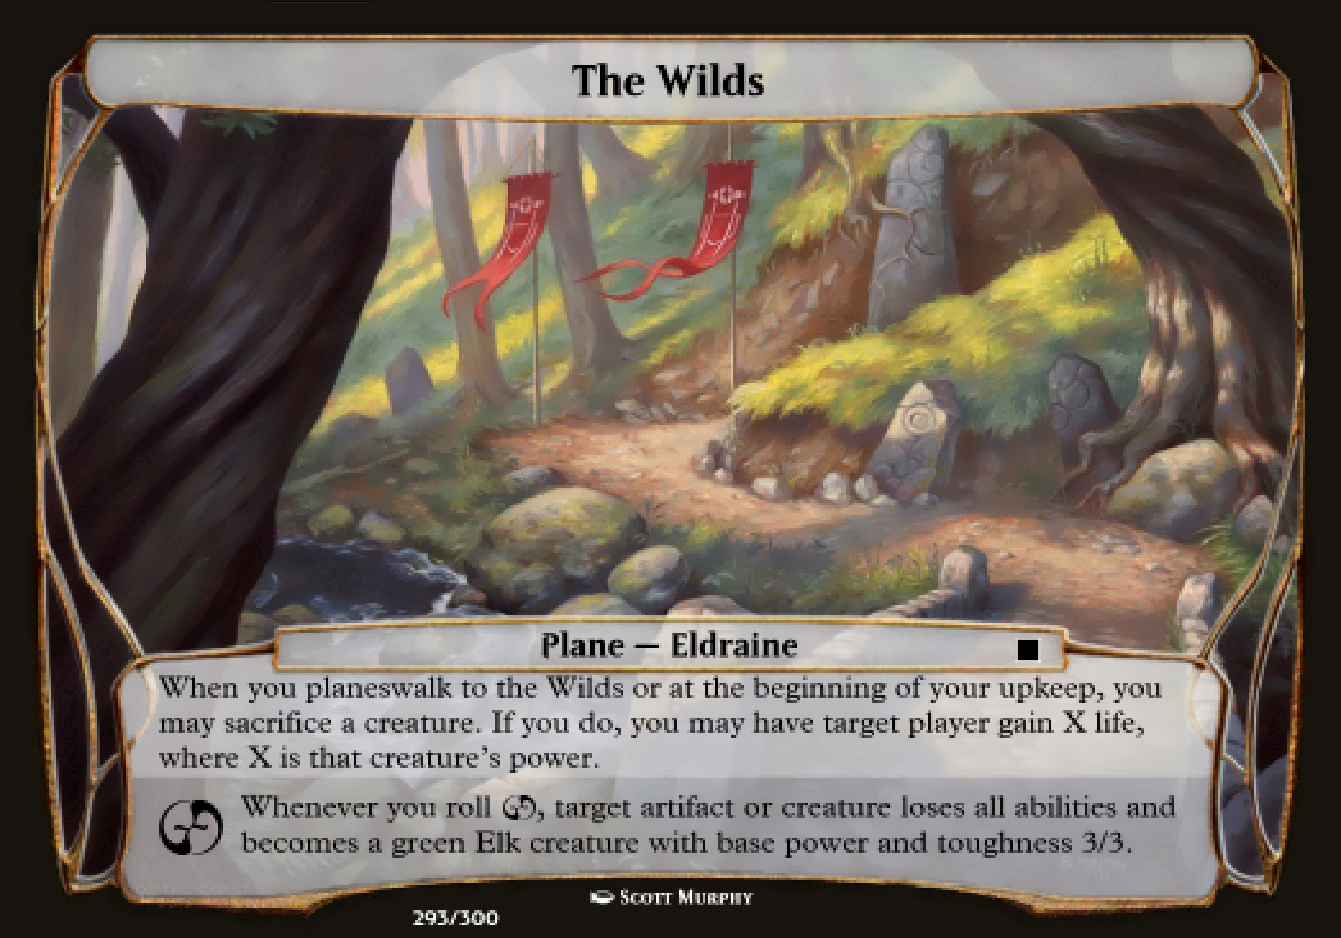 The Wilds
Plane — Eldraine
When you planeswalk to the Wilds or at the beginning of your upkeep, you
may sacrifice a creature. If you do, you may have target player gain X life,
where X is that creature's power.
Whenever you roll , target artifact or creature loses all abilities and
becomes a green Elk creature with base power and toughness 3/3.
Scott Murphy
293/300